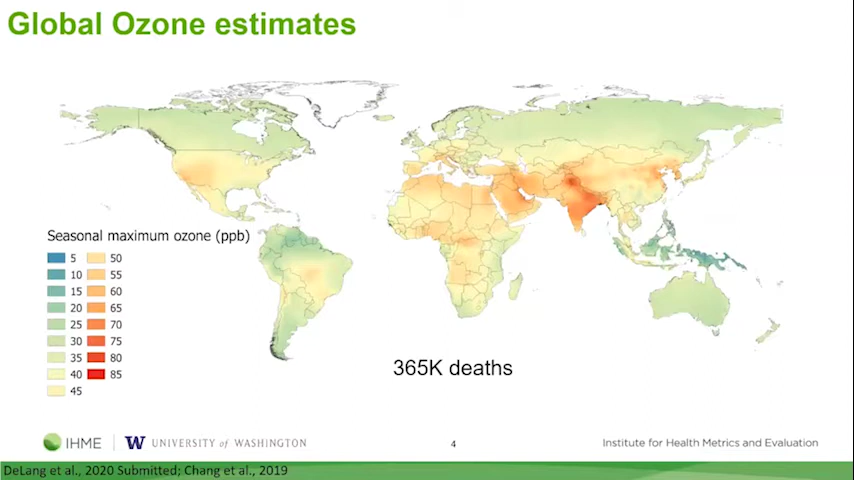 Global Ozone estimates
Seasonal maximum ozone (ppb)
5 50
10 55
15 60
20 65
25 70
30 75
35 80
40 85
45
365K deaths
IHME
W UNIVERSITY of WASHINGTON
4
Institute for Health Metrics and Evaluation
DeLang et al., 2020 Submitted; Chang et al., 2019